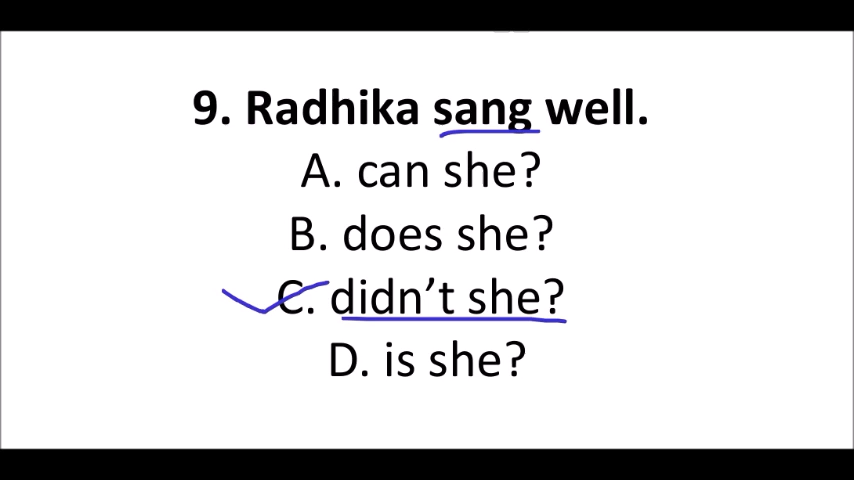 9. Radhika sang well.
A. can she?
B. does she?
C. didn’t she?
D. is she?